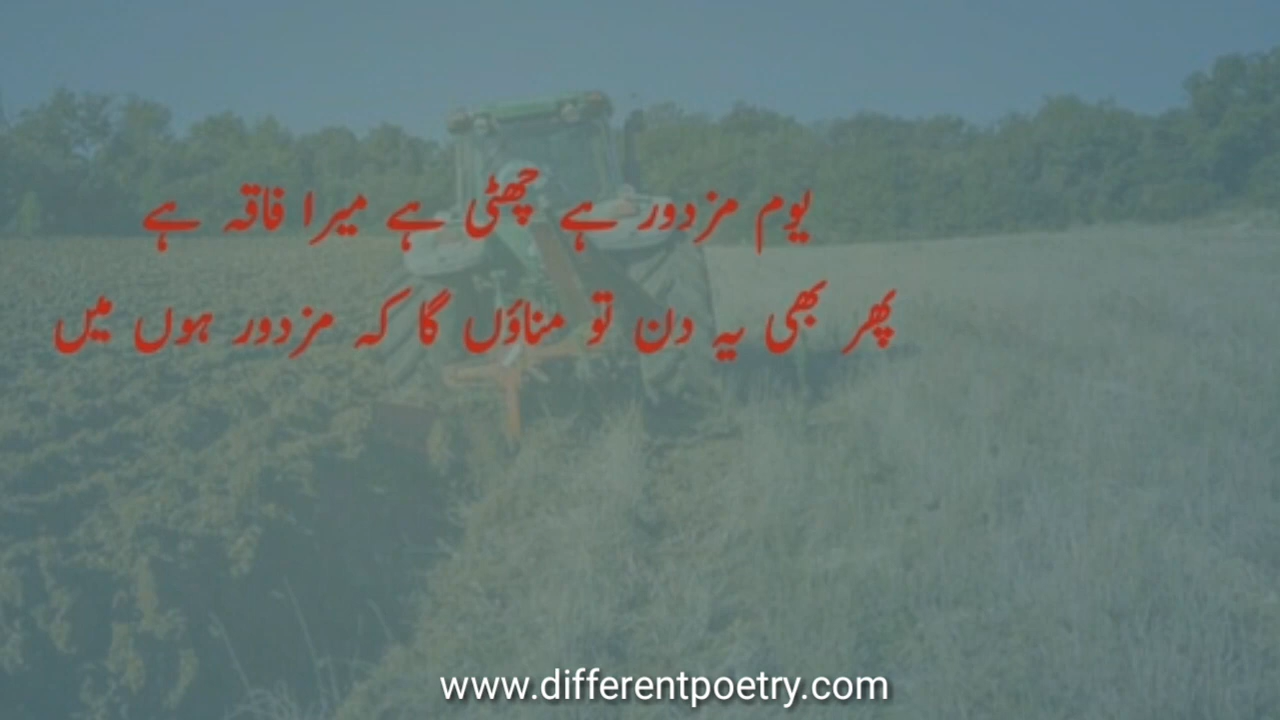 یوم مزدور ہے چھٹی ہے میرا فاقہ ہے
پھر بھی یہ دن تو مناؤں گا کہ مزدور ہوں میں
www.differentpoetry.com